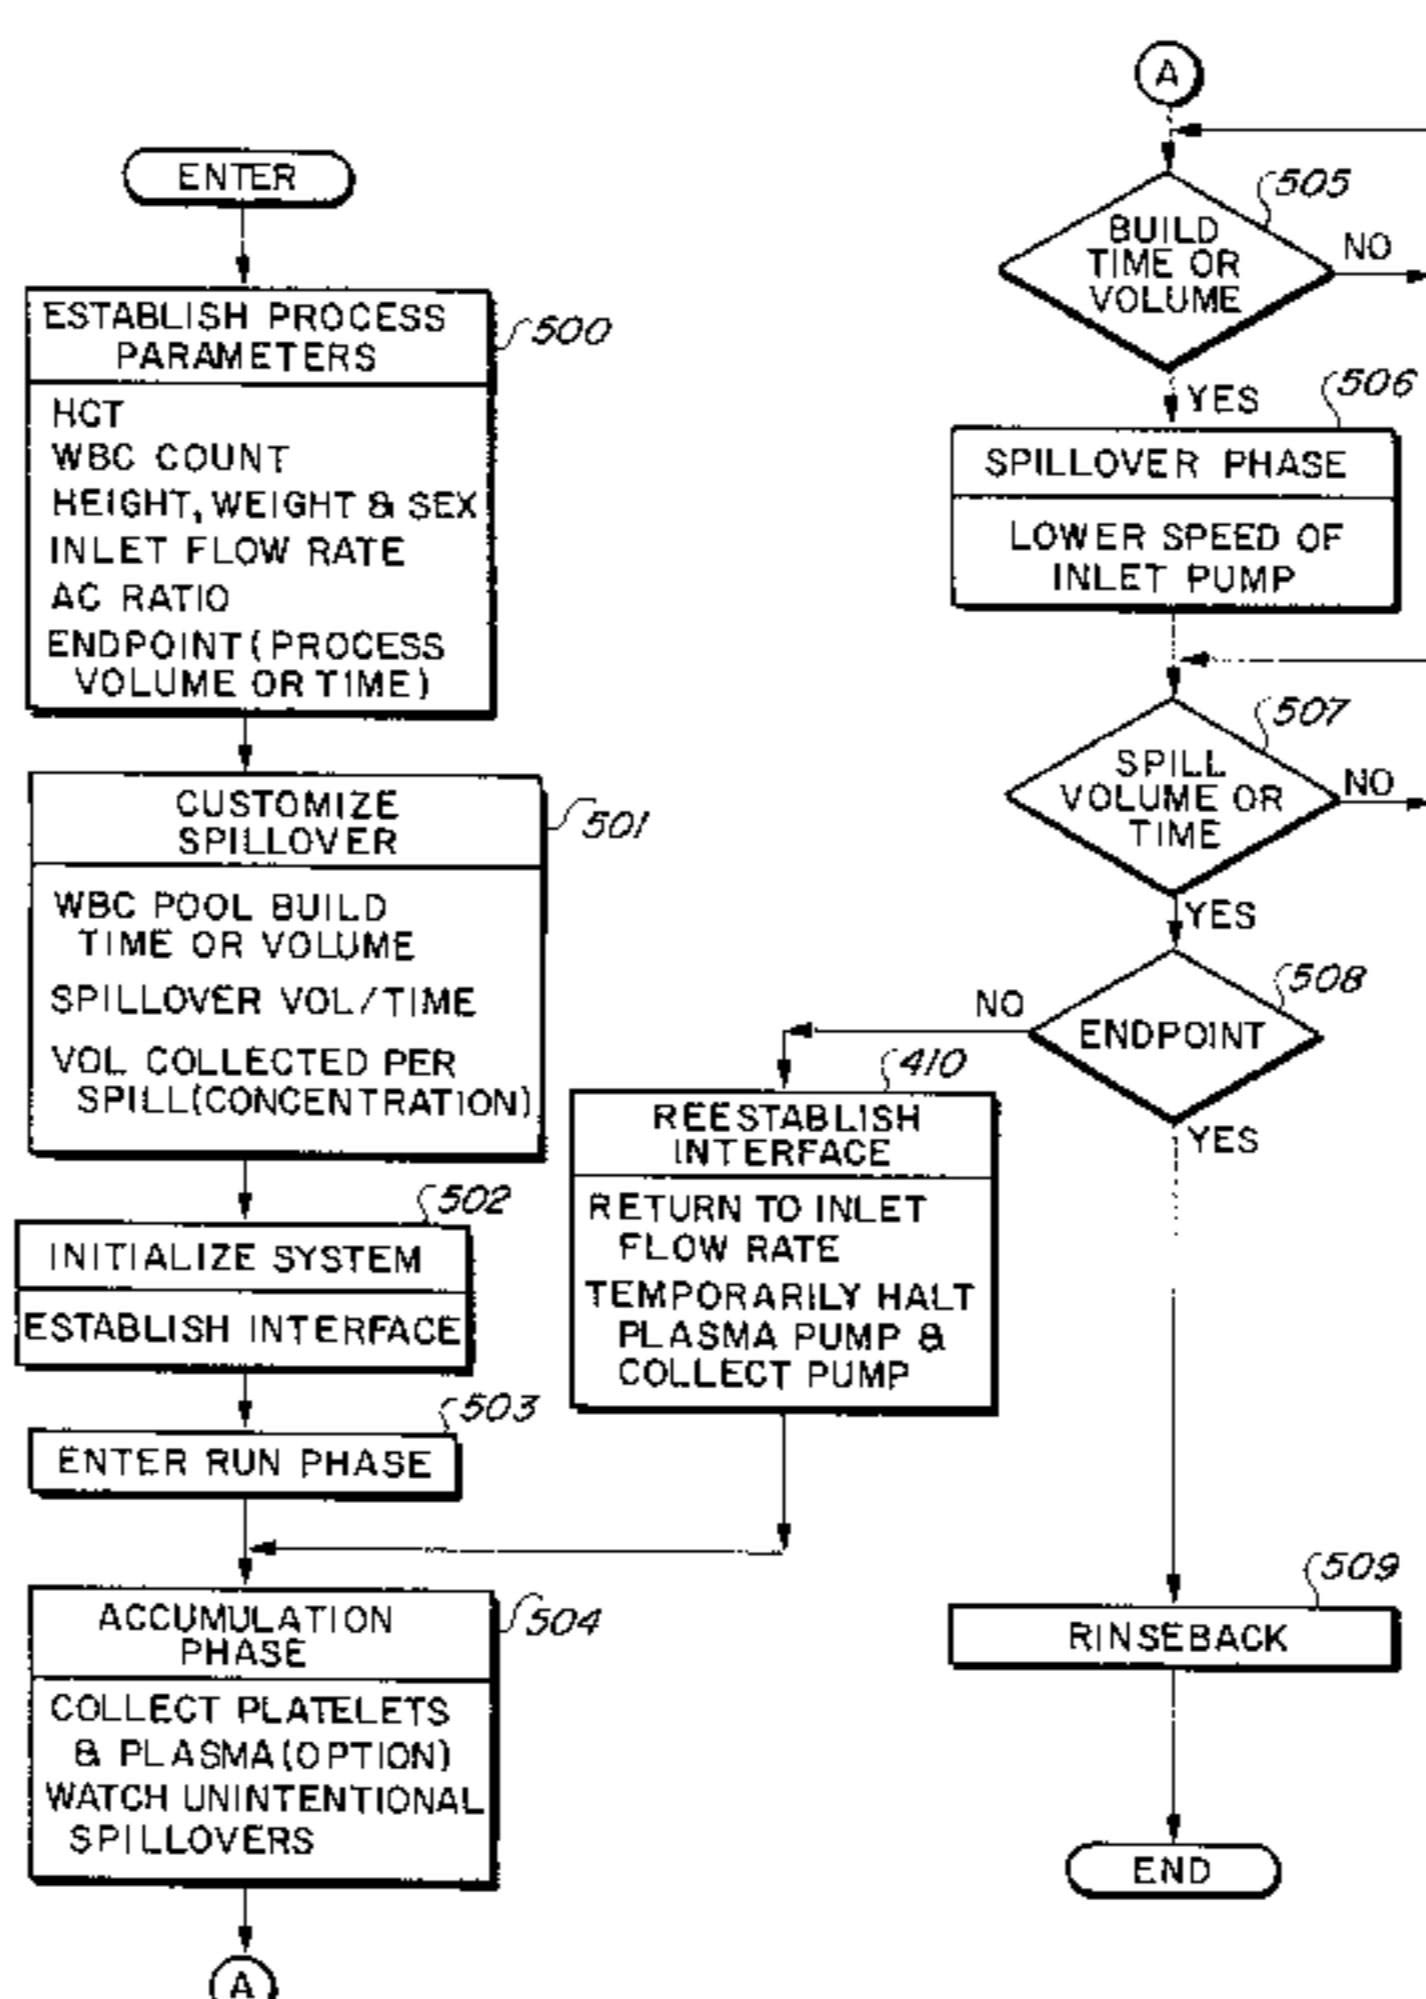 ENTER
ESTABLISH PROCESS
PARAMETERS
500
HCT
WBC COUNT
HEIGHT, WEIGHT & SEX
INLET FLOW RATE
AC RATIO
ENDPOINT (PROCESS
VOLUME OR TIME)
CUSTOMIZE
SPILLOVER
501
WBC POOL BUILD
TIME OR VOLUME
SPILLOVER VOL/TIME
VOL COLLECTED PER
SPILL (CONCENTRATION)
502
INITIALIZE SYSTEM
ESTABLISH INTERFACE
503
ENTER RUN PHASE
ACCUMULATION
PHASE
504
COLLECT PLATELETS
& PLASMA (OPTION)
WATCH UNINTENTIONAL
SPILLOVERS
A
A
505
BUILD
TIME OR
VOLUME
NO
YES
506
SPILLOVER PHASE
LOWER SPEED OF
INLET PUMP
507
SPILL
VOLUME OR
TIME
NO
YES
508
ENDPOINT
NO
YES
410
REESTABLISH
INTERFACE
RETURN TO INLET
FLOW RATE
TEMPORARILY HALT
PLASMA PUMP &
COLLECT PUMP
509
RINSEBACK
END